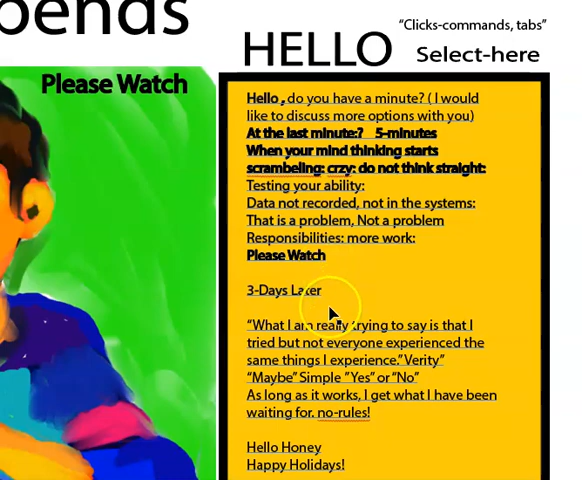 pends
"Clicks-commands, tabs"
HELLO
Select-here
Please Watch
Hello , do you have a minute? ( I would
like to discuss more options with you)
At the last minute:? 5-minutes
When your mind thinking starts
scrambeling: crzy: do not think straight:
Testing your ability:
Data not recorded, not in the systems:
That is a problem, Not a problem
Responsibilities: more work:
Please Watch
3-Days Later
"What I am really trying to say is that I
tried but not everyone experienced the
same things I experience." Verity"
"Maybe" Simple "Yes" or "No"
As long as it works, I get what I have been
waiting for. no-rules!
Hello Honey
Happy Holidays!